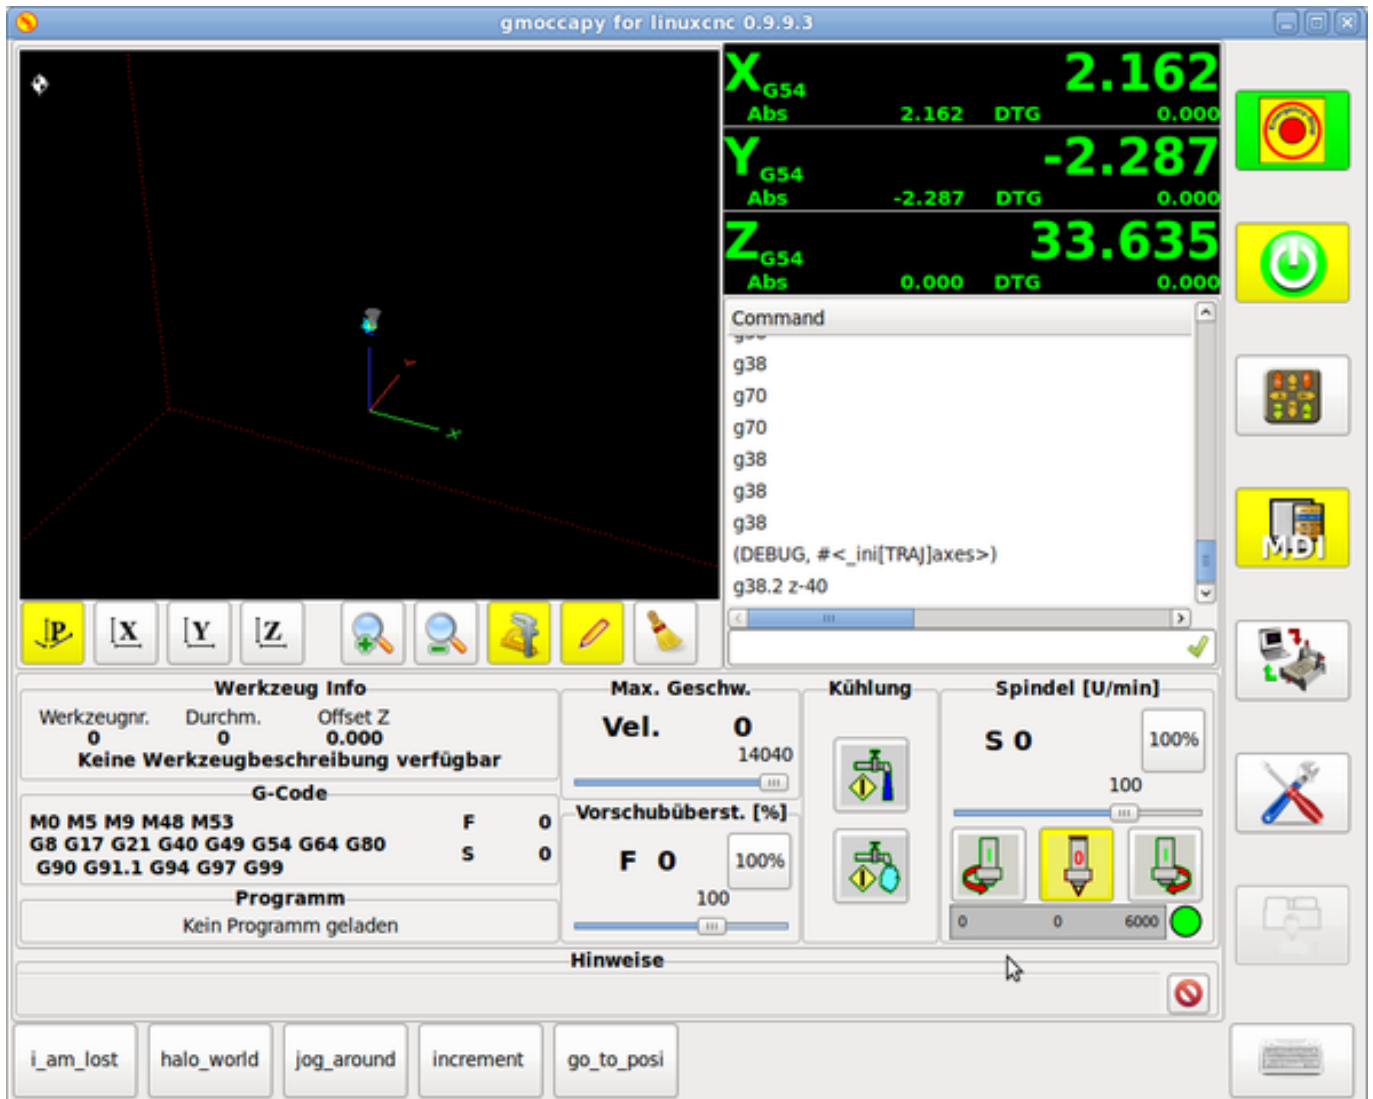 gmoccapy for linuxcnc 0.9.9.3
X G54 2.162
Abs 2.162 DTG 0.000
Y G54 -2.287
Abs -2.287 DTG 0.000
Z G54 33.635
Abs 0.000 DTG 0.000
Command
g38
g70
g70
g38
g38
g38
(DEBUG, #<_ini[TRAJ]axes>)
g38.2 z-40
X
Y
P X Y Z
MDI
Werkzeug Info
Werkzeugnr. Durchm. Offset Z
0 0 0.000
Keine Werkzeugbeschreibung verfügbar
G-Code
M0 M5 M9 M48 M53
G8 G17 G21 G40 G49 G54 G64 G80
G90 G91.1 G94 G97 G99
F 0
S 0
Programm
Kein Programm geladen
Max. Geschw.
Vel. 0
14040
Vorschubüberst. [%]
F 0 100%
100
Kühlung
Spindel [U/min]
S 0 100%
100
I 0 I
0 0 6000
Hinweise
i_am_lost halo_world jog_around increment go_to_posi